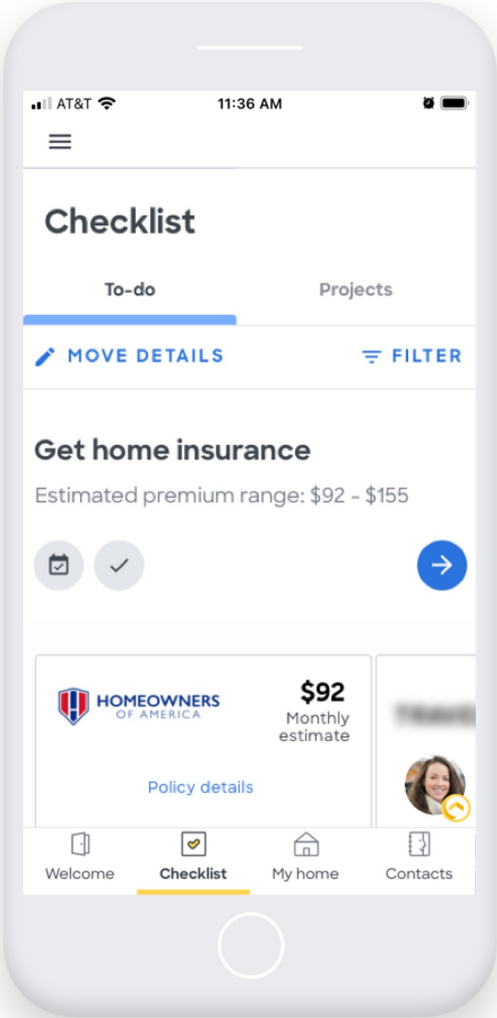 AT&T 11:36 AM
Checklist
To-do Projects
MOVE DETAILS FILTER
Get home insurance
Estimated premium range: $92 - $155
HOMEOWNERS
OF AMERICA
$92
Monthly
estimate
Policy details
Welcome Checklist My home Contacts